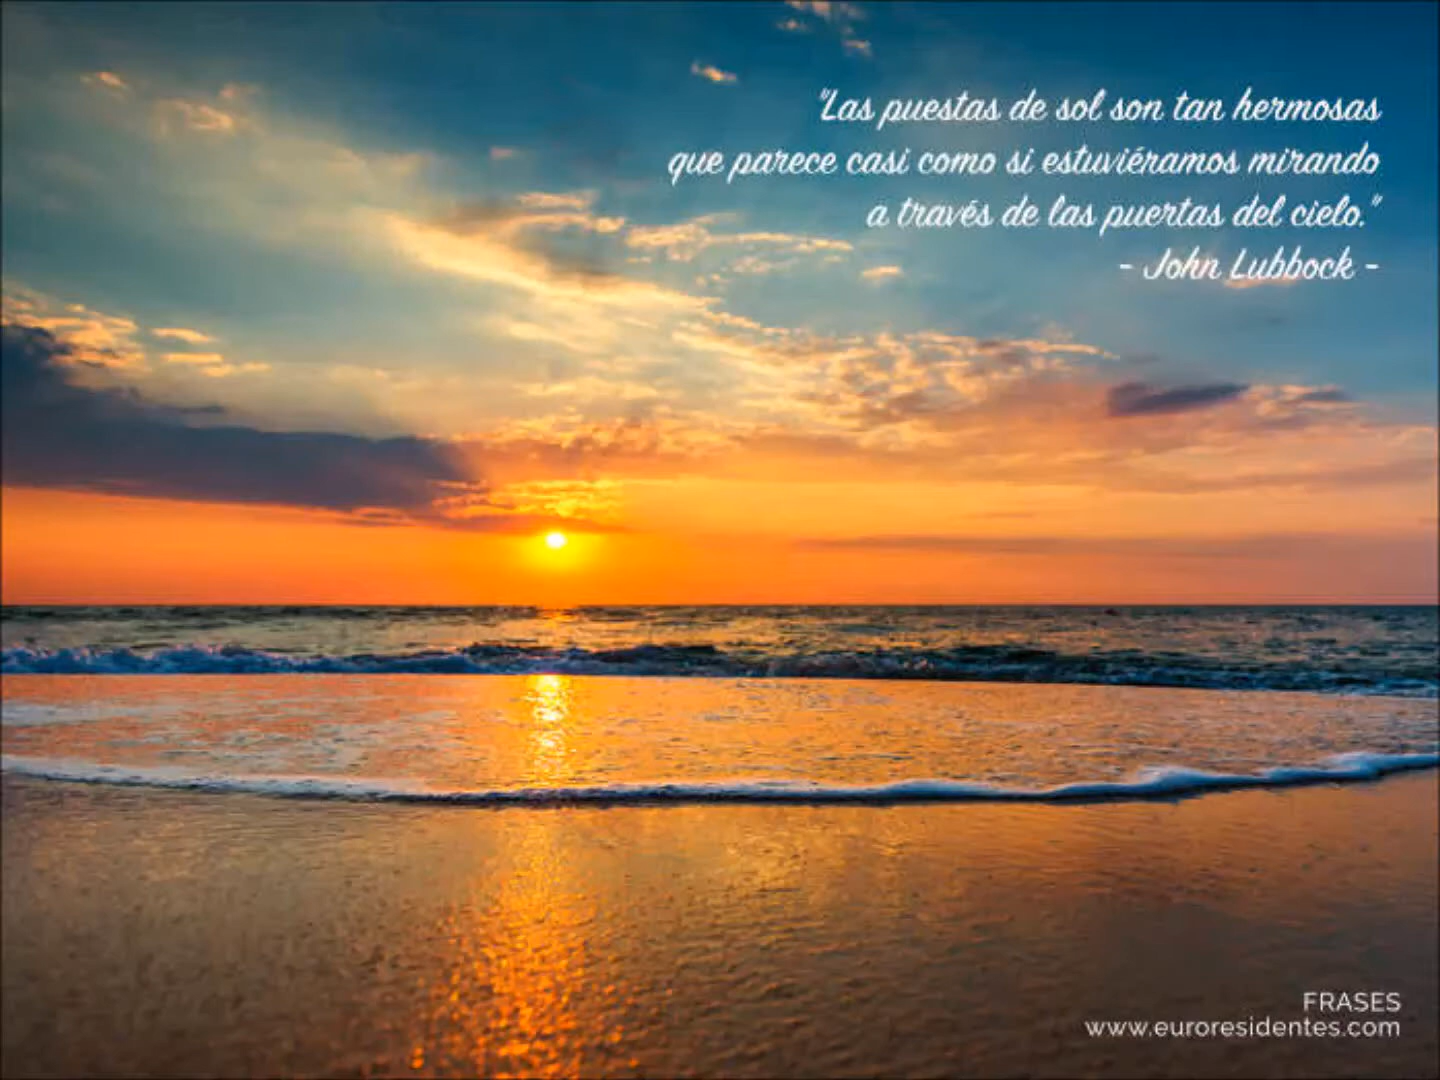 "Las puestas de sol son tan hermosas
que parece casi como si estuviéramos mirando
a través de las puertas del cielo."
- John Lubbock -
FRASES
www.euroresidentes.com